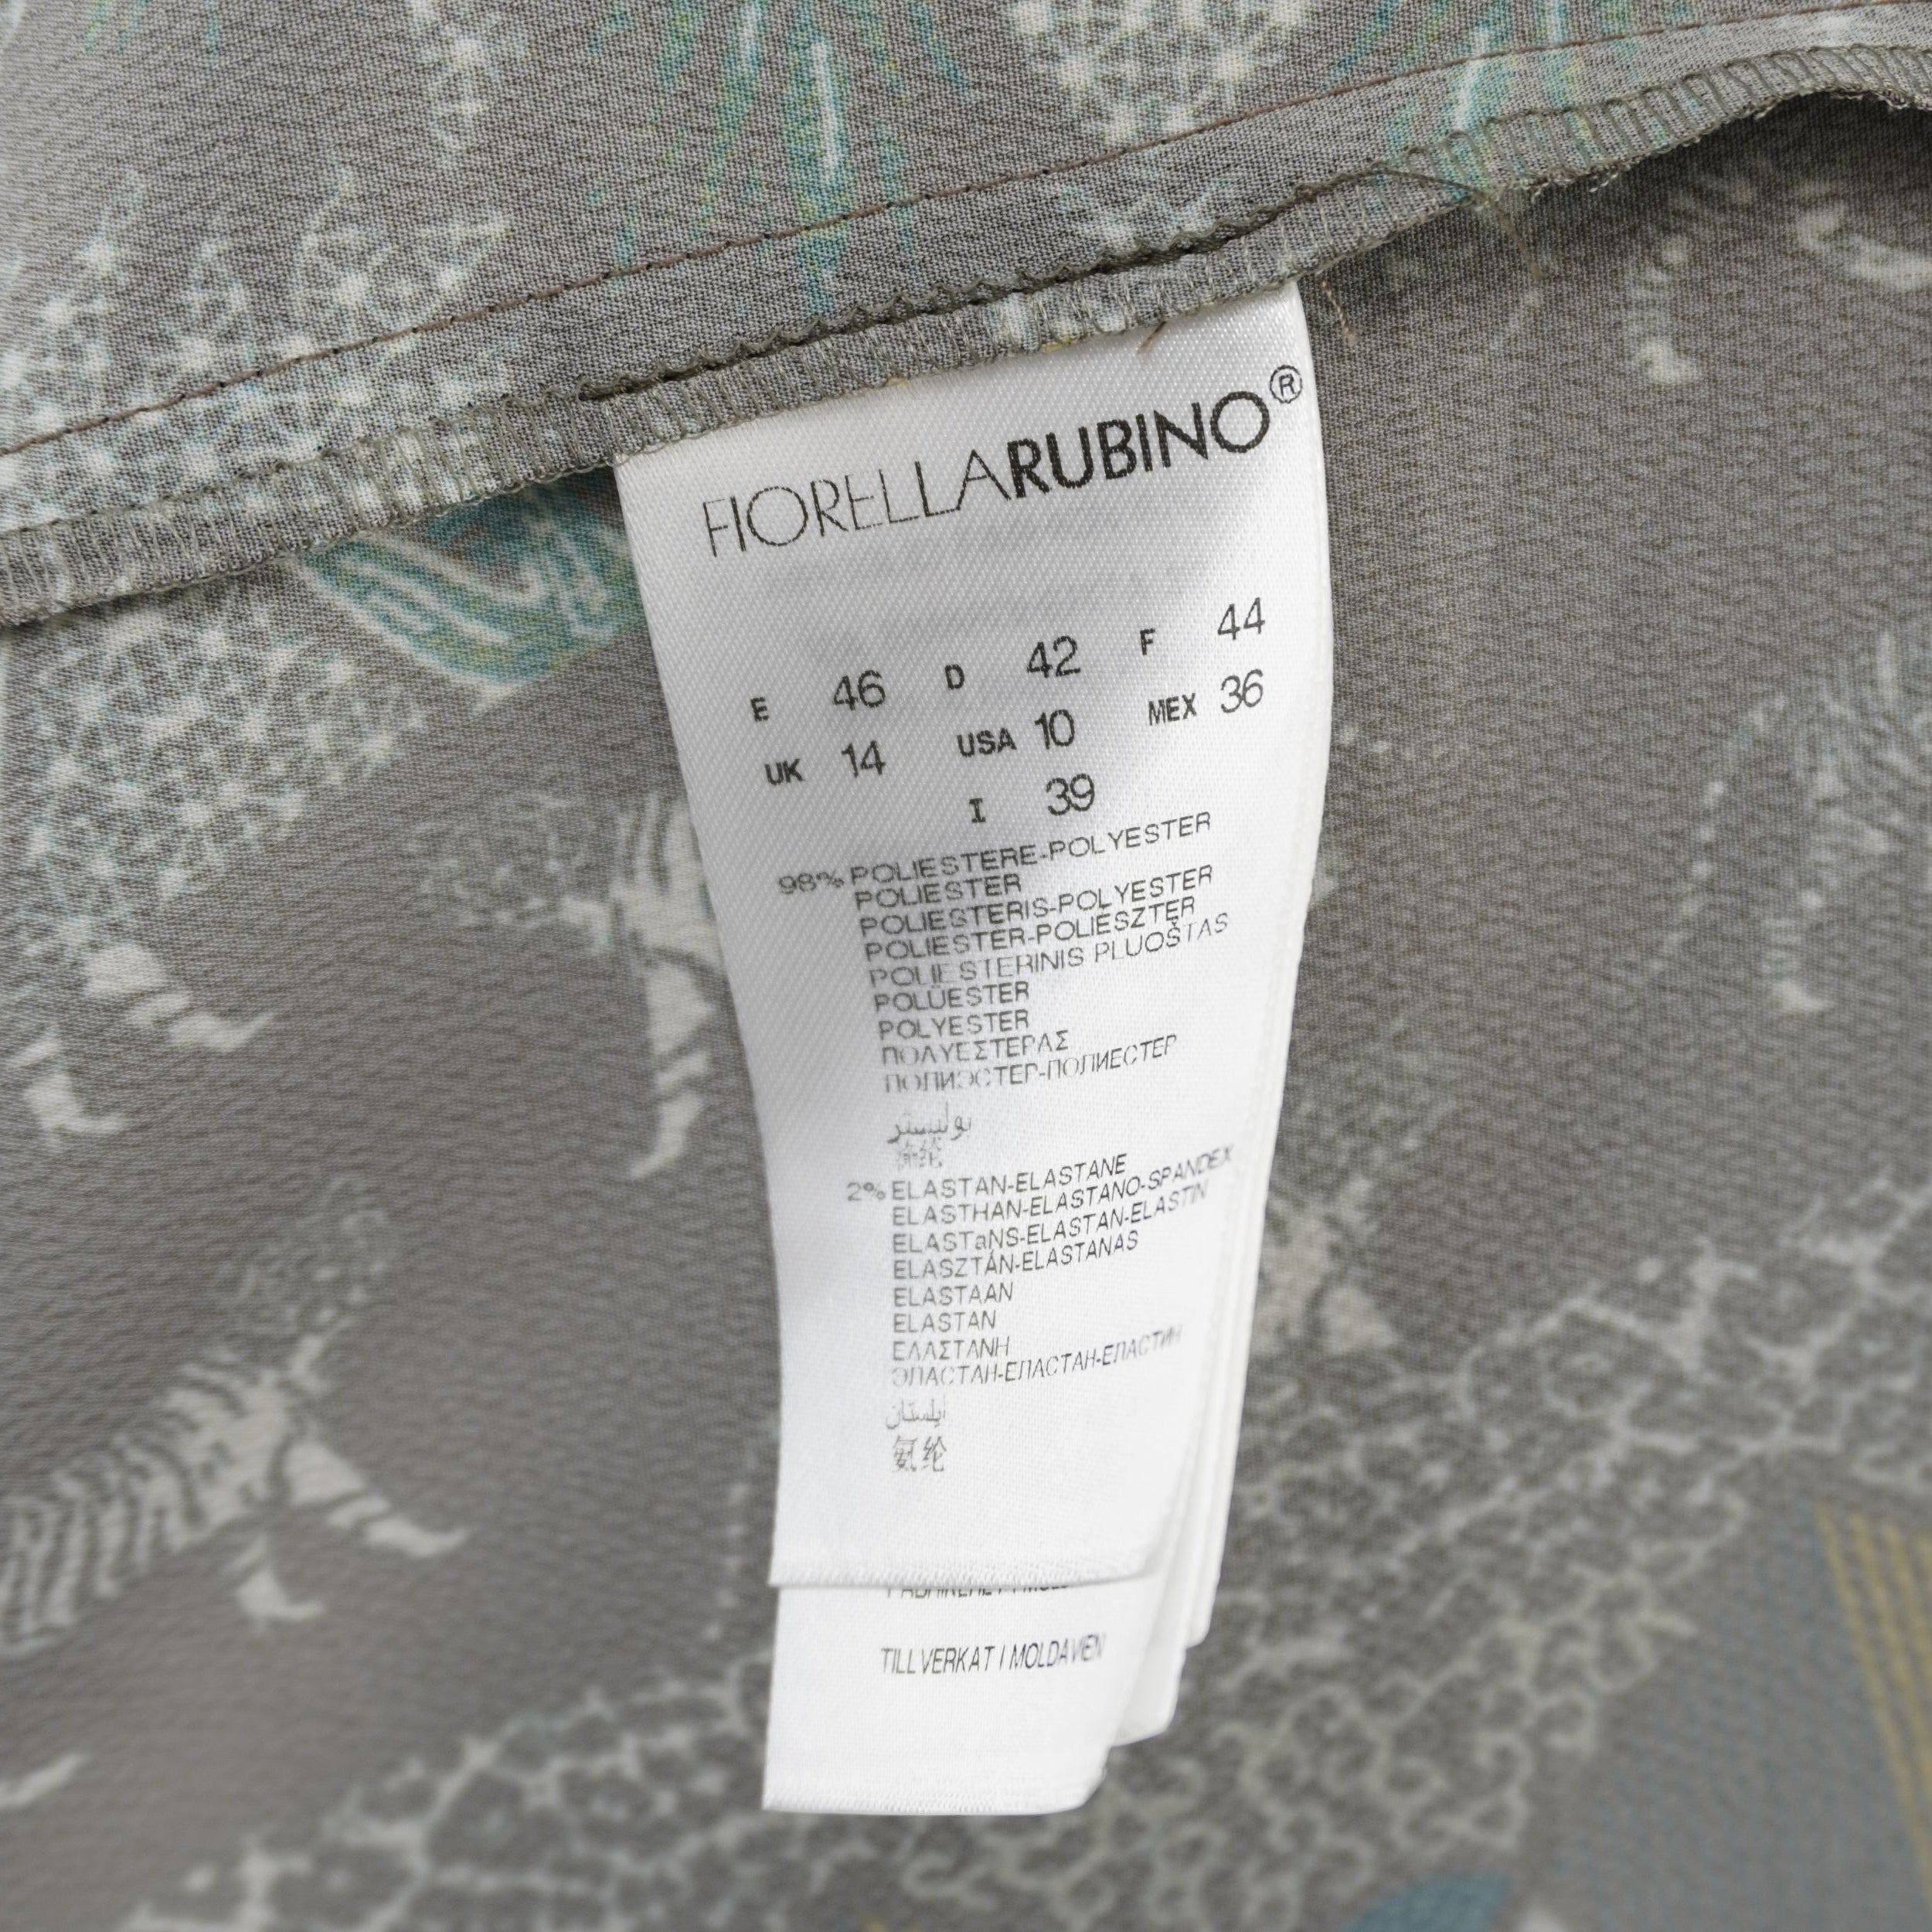 FIORELLARUBINO®
E 46 D 42 F 44
UK 14 USA 10 MEX 36
I 39
98% POLIESTERE-POLYESTER
POLIESTER
POLIESTERIS-POLYESTER
POLIESTER-POLIÉSZTER
POLIESTERINIS PLUOŠTAS
POLÜESTER
POLYESTER
ΠΟΛΥΕΣΤΕΡΑΣ
ПОЛИЭСТЕР-ПОЛИЕСТЕР
بوليستر
2% ELASTAN-ELASTANE
ELASTHAN-ELASTANO-SPANDEX
ELASTaNS-ELASTAN-ELASTIN
ELASZTÁN-ELASTANAS
ELASTAAN
ELASTAN
ΕΛΑΣΤΑΝΗ
ЭЛАСТАН-ЕЛАСТАН-ЕЛАСТИН
ايلستان
氨纶
TILLVERKAT I MOLDAVIEN